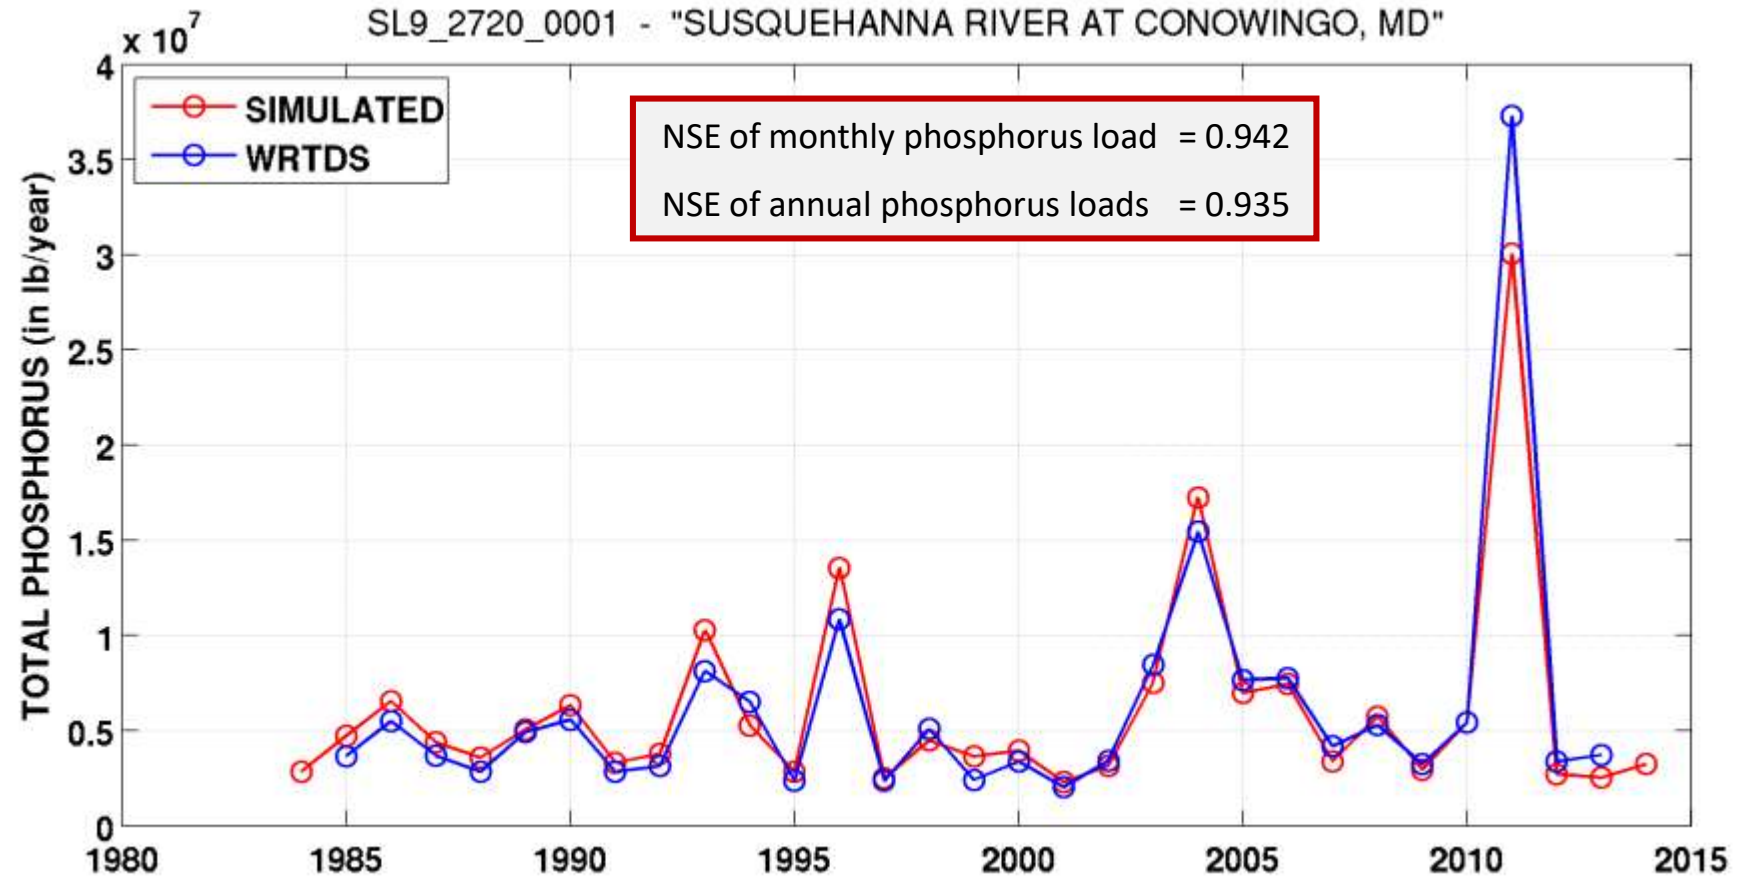 SL9_2720_0001 - "SUSQUEHANNA RIVER AT CONOWINGO, MD"
x 10^7
SIMULATED
WRTDS
NSE of monthly phosphorus load = 0.942
NSE of annual phosphorus loads = 0.935
TOTAL PHOSPHORUS (in lb/year)
4
3.5
3
2.5
2
1.5
1
0.5
0
1980 1985 1990 1995 2000 2005 2010 2015